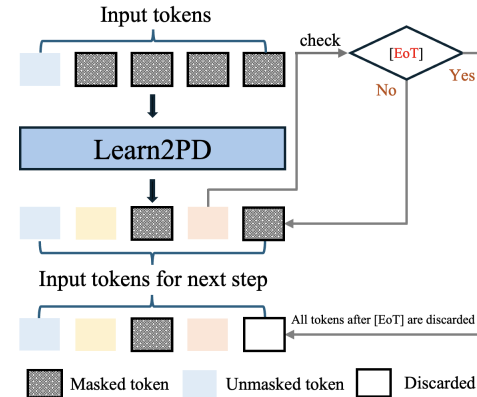 Input tokens
check
[EoT]
Yes
No
Learn2PD
Input tokens for next step
All tokens after [EoT] are discarded
Masked token
Unmasked token
Discarded